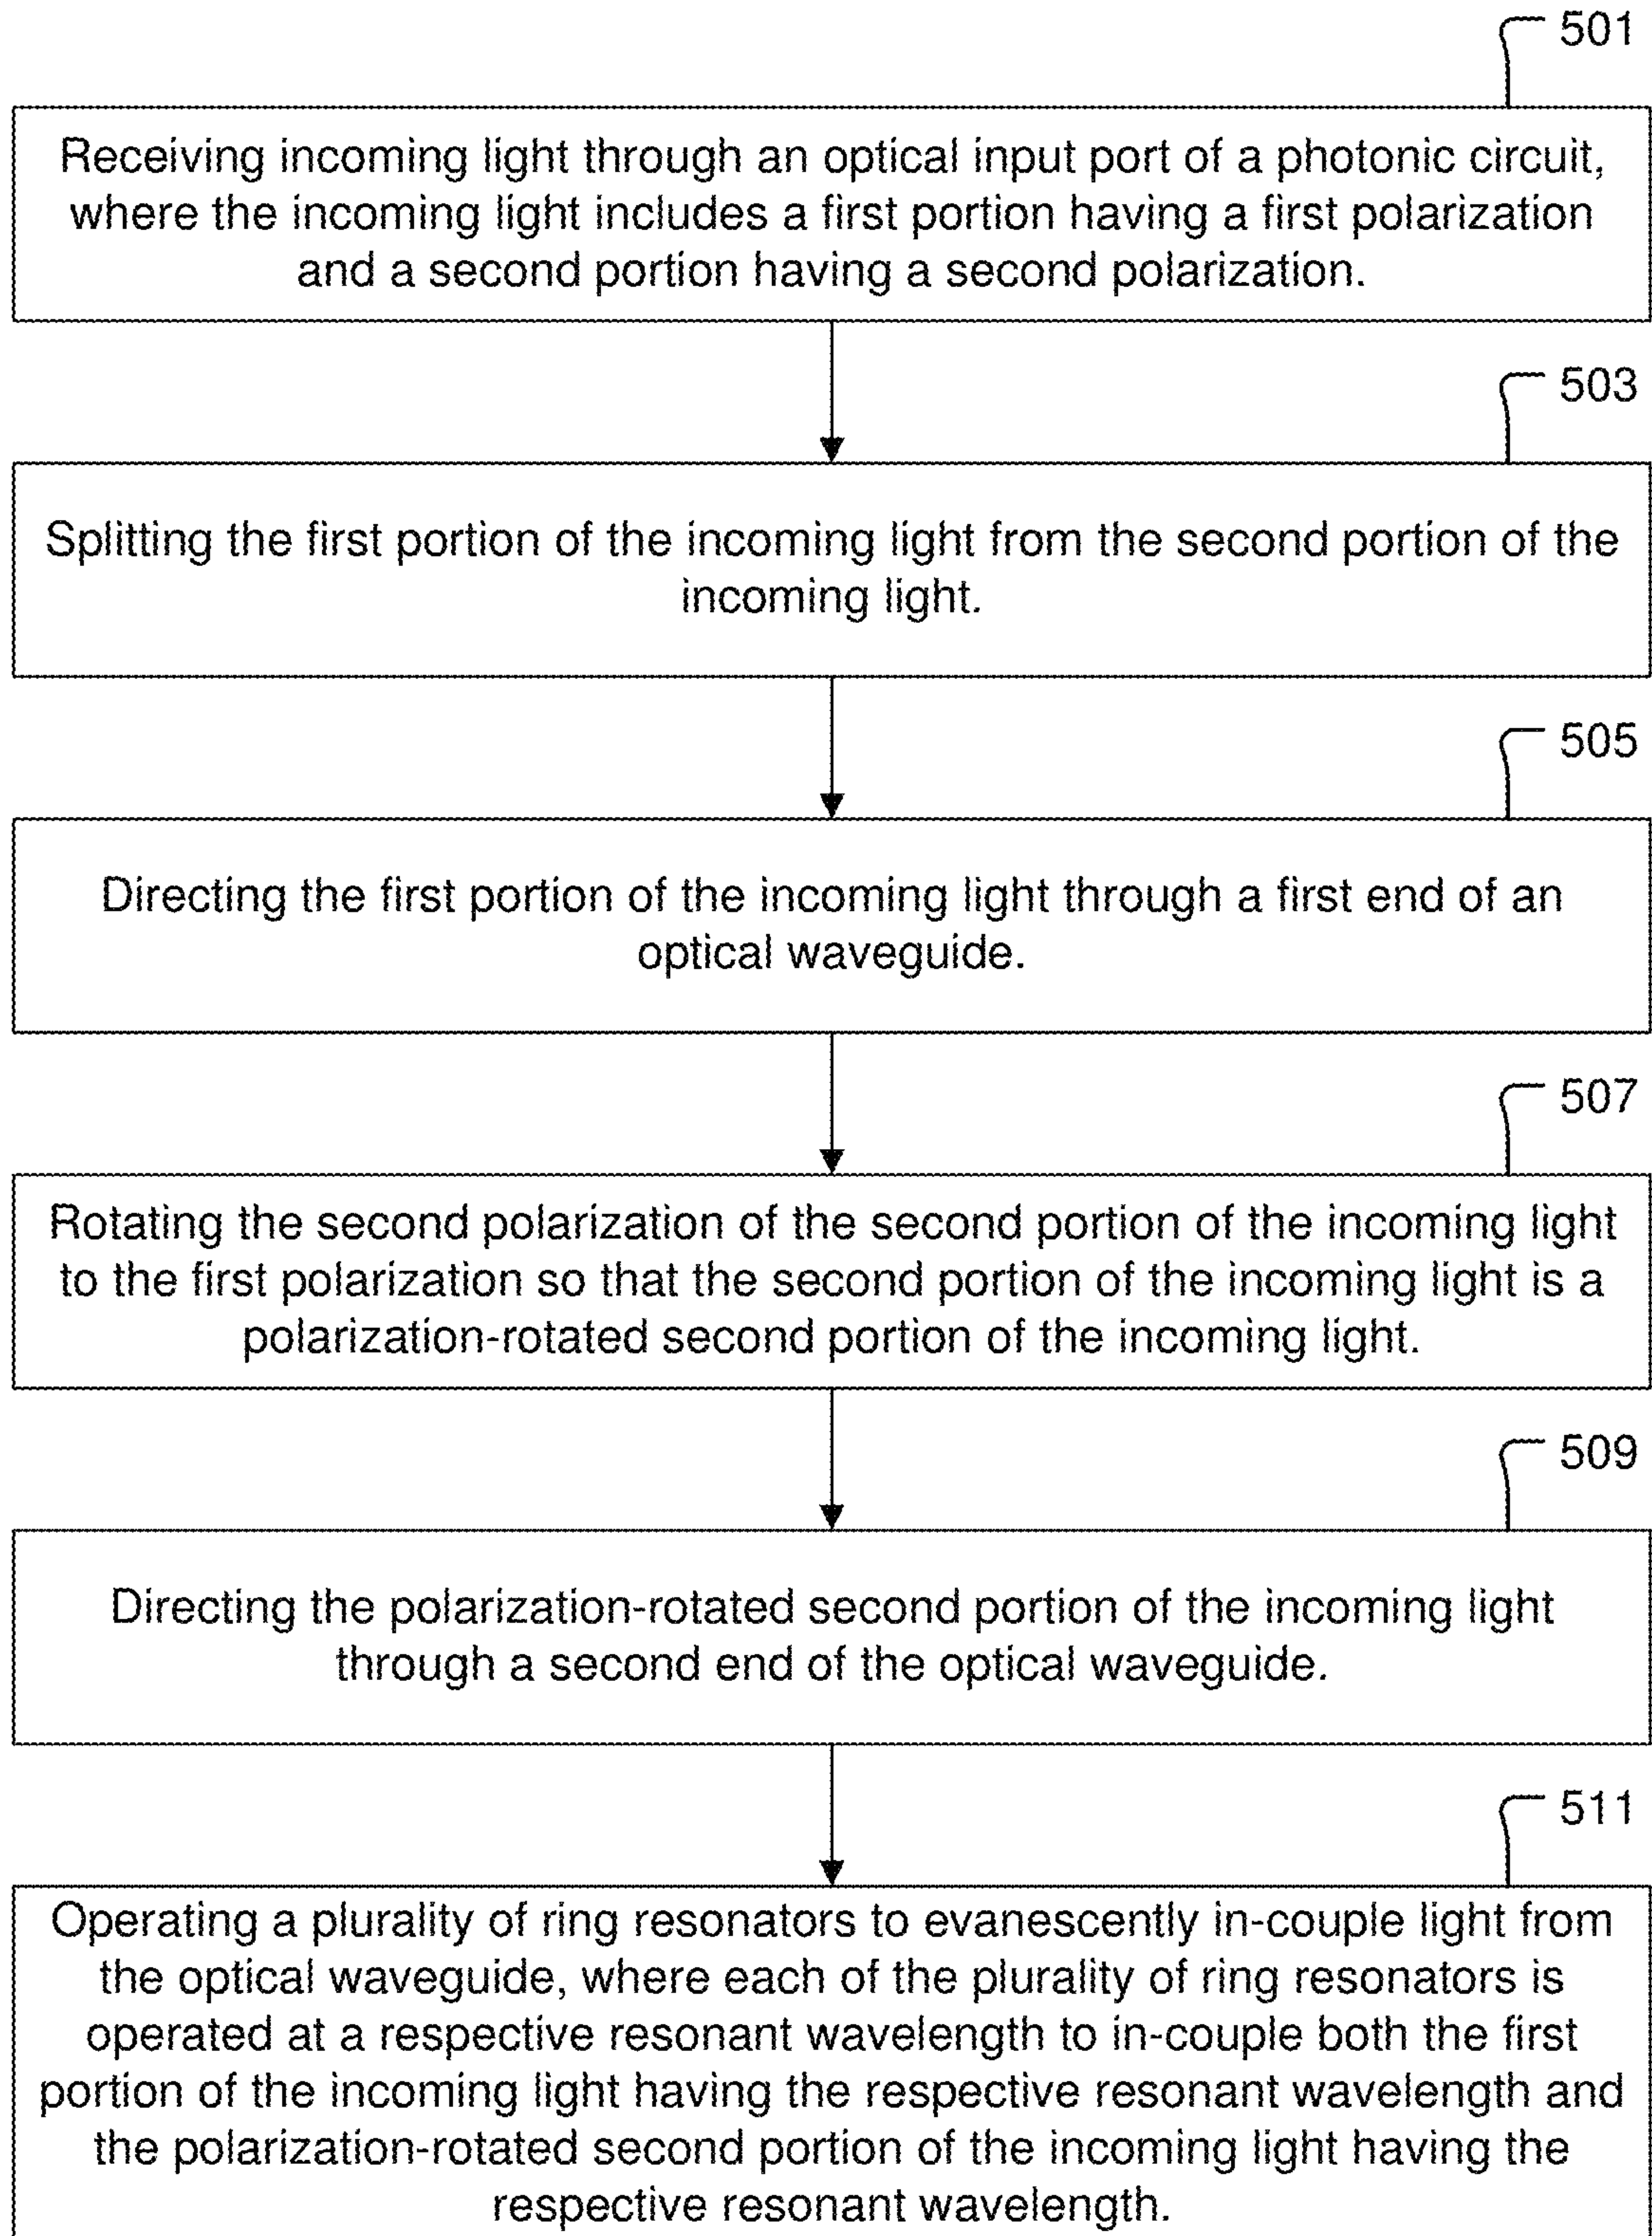 501
Receiving incoming light through an optical input port of a photonic circuit,
where the incoming light includes a first portion having a first polarization
and a second portion having a second polarization.
503
Splitting the first portion of the incoming light from the second portion of the
incoming light.
505
Directing the first portion of the incoming light through a first end of an
optical waveguide.
507
Rotating the second polarization of the second portion of the incoming light
to the first polarization so that the second portion of the incoming light is a
polarization-rotated second portion of the incoming light.
509
Directing the polarization-rotated second portion of the incoming light
through a second end of the optical waveguide.
511
Operating a plurality of ring resonators to evanescently in-couple light from
the optical waveguide, where each of the plurality of ring resonators is
operated at a respective resonant wavelength to in-couple both the first
portion of the incoming light having the respective resonant wavelength and
the polarization-rotated second portion of the incoming light having the
respective resonant wavelength.